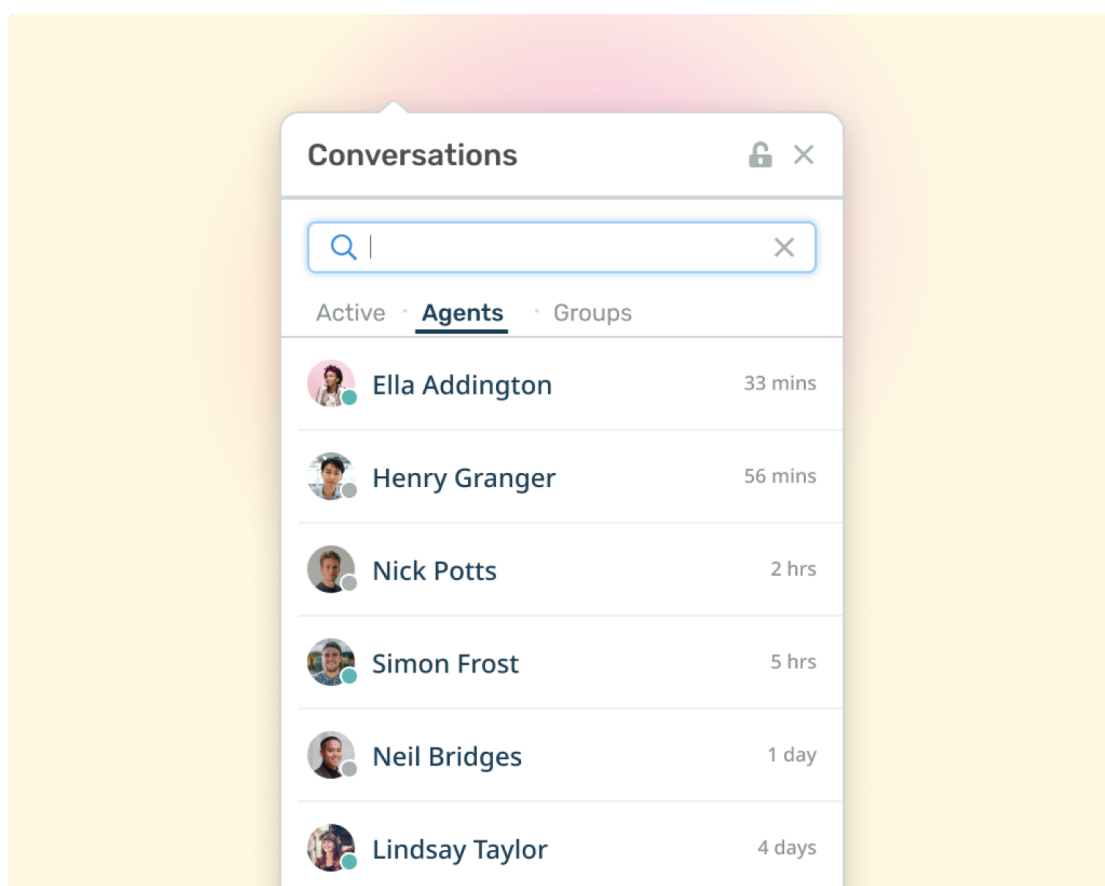 Conversations
Active · Agents · Groups
Ella Addington 33 mins
Henry Granger 56 mins
Nick Potts 2 hrs
Simon Frost 5 hrs
Neil Bridges 1 day
Lindsay Taylor 4 days